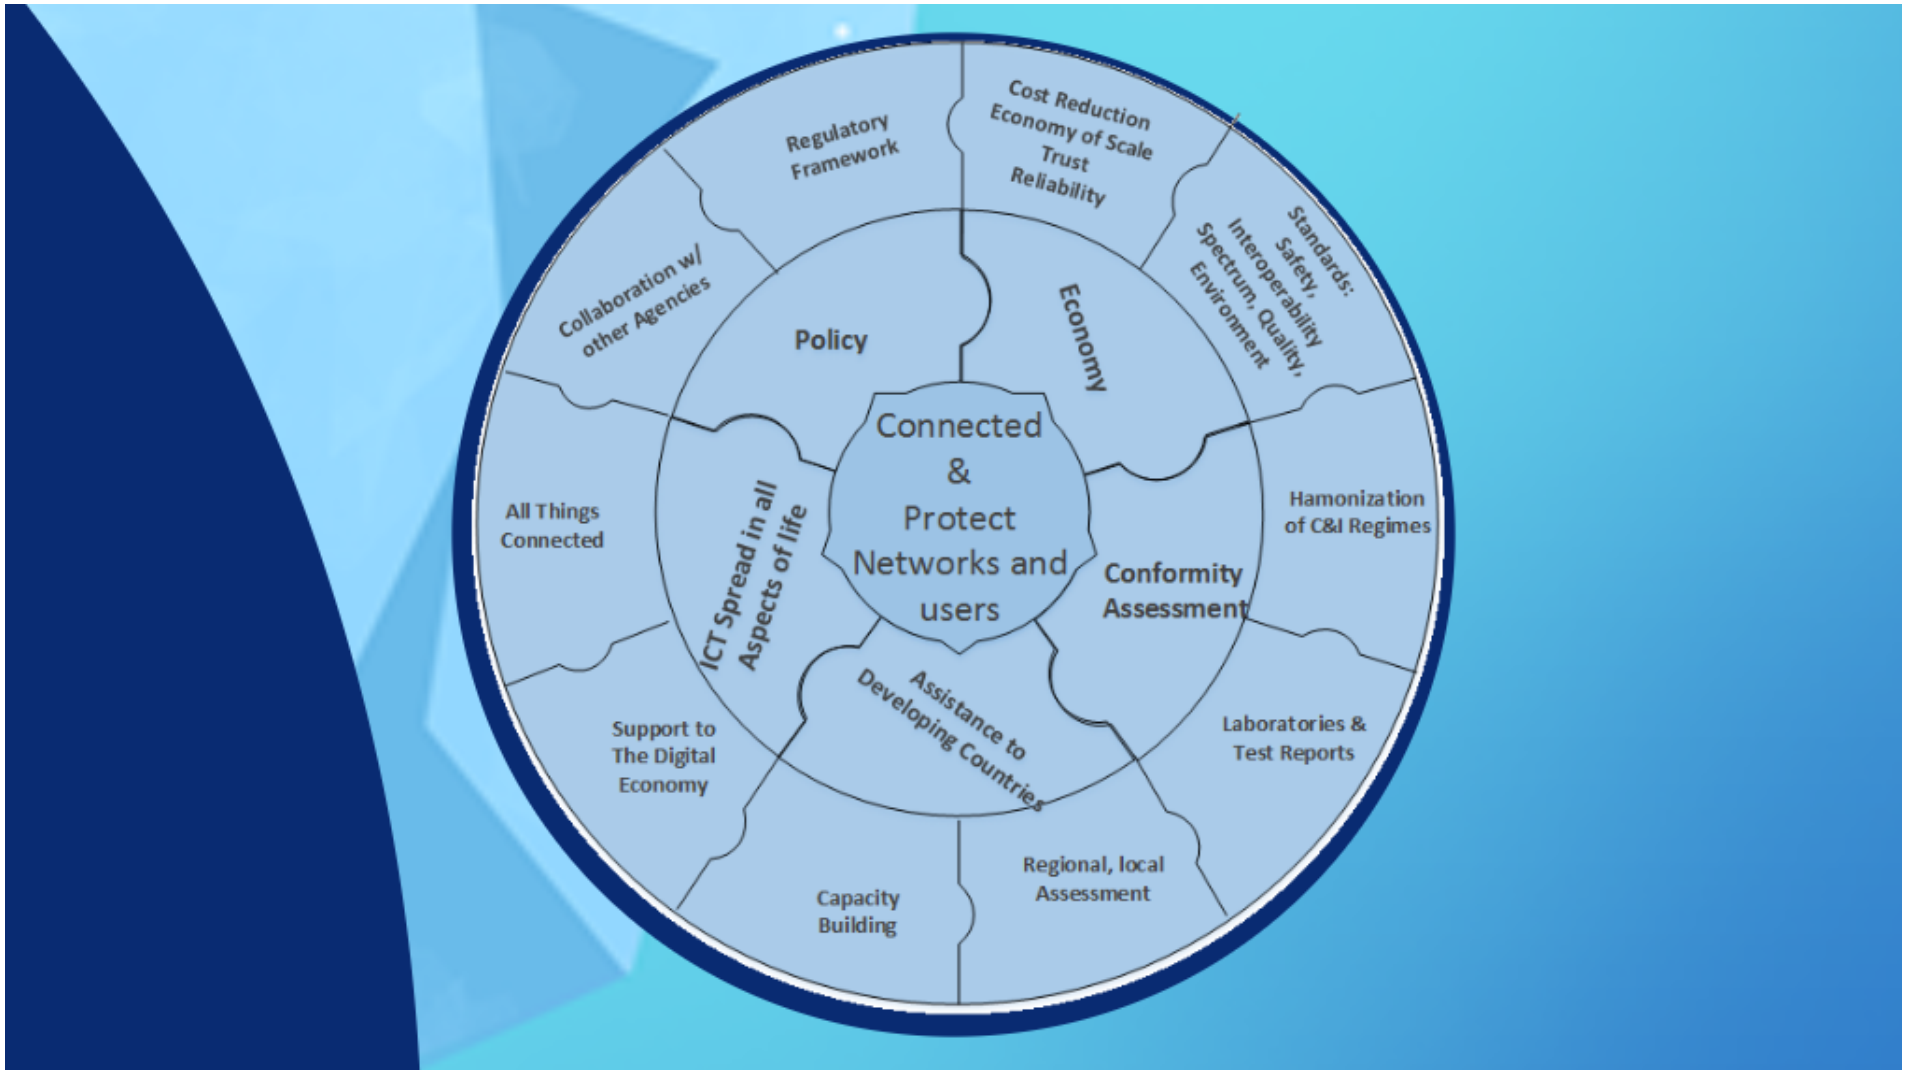 Regulatory
Framework
Cost Reduction
Economy of Scale
Trust
Reliability
Standards:
Safety,
Interoperability
Spectrum, Quality,
Environment
Collaboration w/
other Agencies
Policy
Economy
Connected
&
Protect
Networks and
users
All Things
Connected
ICT Spread in all
Aspects of life
Hamonization
of C&I Regimes
Conformity
Assessment
Assistance to
Developing Countries
Support to
The Digital
Economy
Laboratories &
Test Reports
Capacity
Building
Regional, local
Assessment